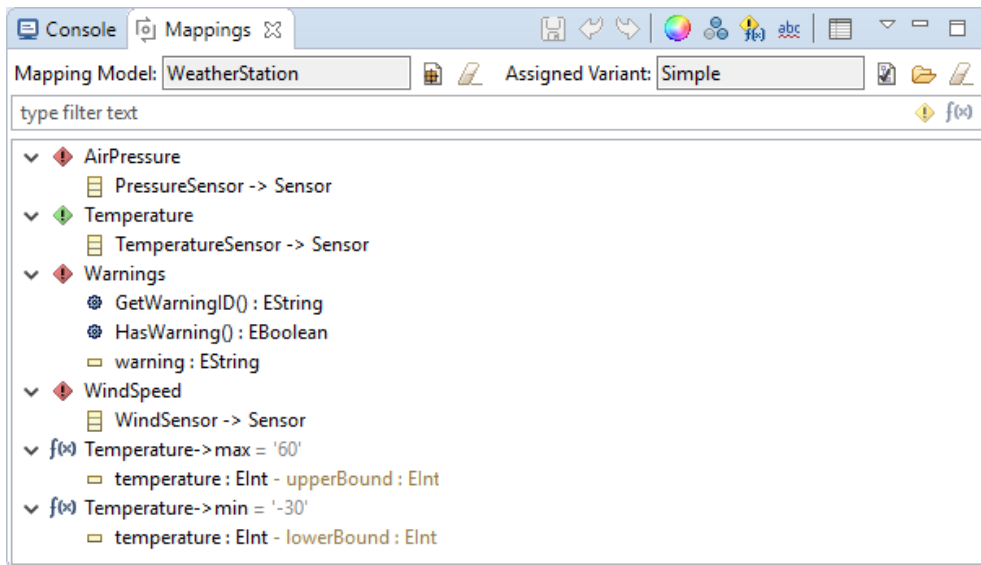 Console Mappings
Mapping Model: WeatherStation Assigned Variant: Simple
type filter text f(x)
AirPressure
PressureSensor -> Sensor
Temperature
TemperatureSensor -> Sensor
Warnings
GetWarningID() : EString
HasWarning() : EBoolean
warning : EString
WindSpeed
WindSensor -> Sensor
f(x) Temperature->max = '60'
temperature : EInt - upperBound : EInt
f(x) Temperature->min = '-30'
temperature : EInt - lowerBound : EInt